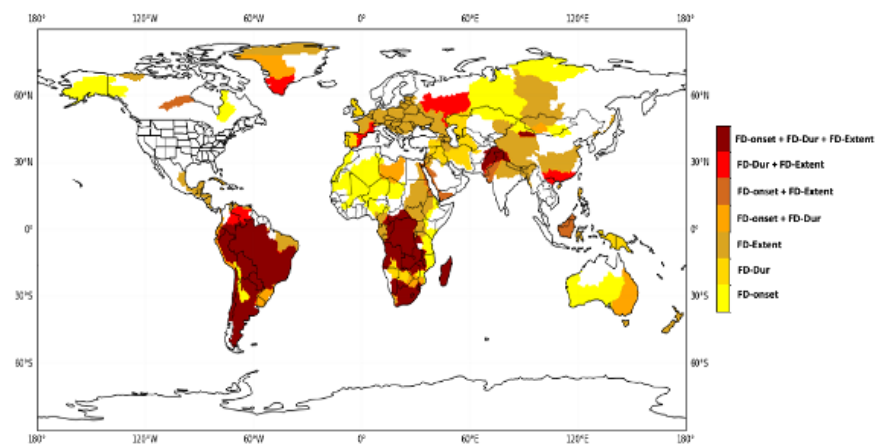 180° 120°W 60°W 0° 60°E 120°E 180°
60°N 60°N
30°N 30°N
0° 0°
30°S 30°S
60°S 60°S
180° 120°W 60°W 0° 60°E 120°E 180°
FD-onset + FD-Dur + FD-Extent
FD-Dur + FD-Extent
FD-onset + FD-Extent
FD-onset + FD-Dur
FD-Extent
FD-Dur
FD-onset